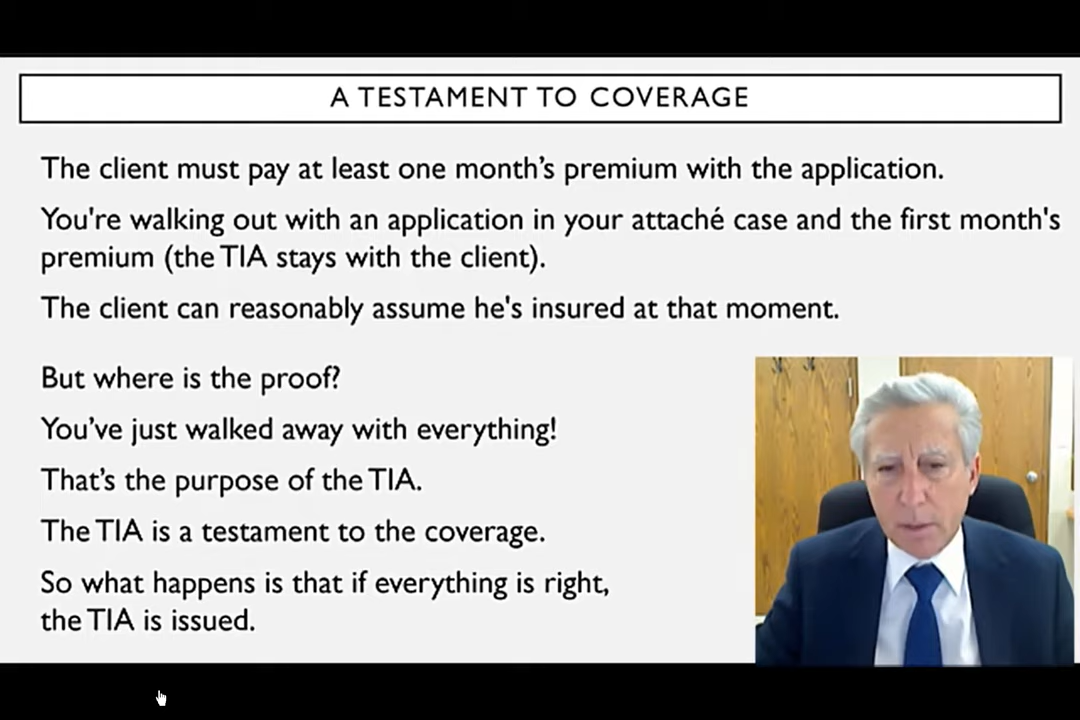 A TESTAMENT TO COVERAGE
The client must pay at least one month’s premium with the application.
You're walking out with an application in your attaché case and the first month's
premium (the TIA stays with the client).
The client can reasonably assume he's insured at that moment.
But where is the proof?
You’ve just walked away with everything!
That’s the purpose of the TIA.
The TIA is a testament to the coverage.
So what happens is that if everything is right,
the TIA is issued.